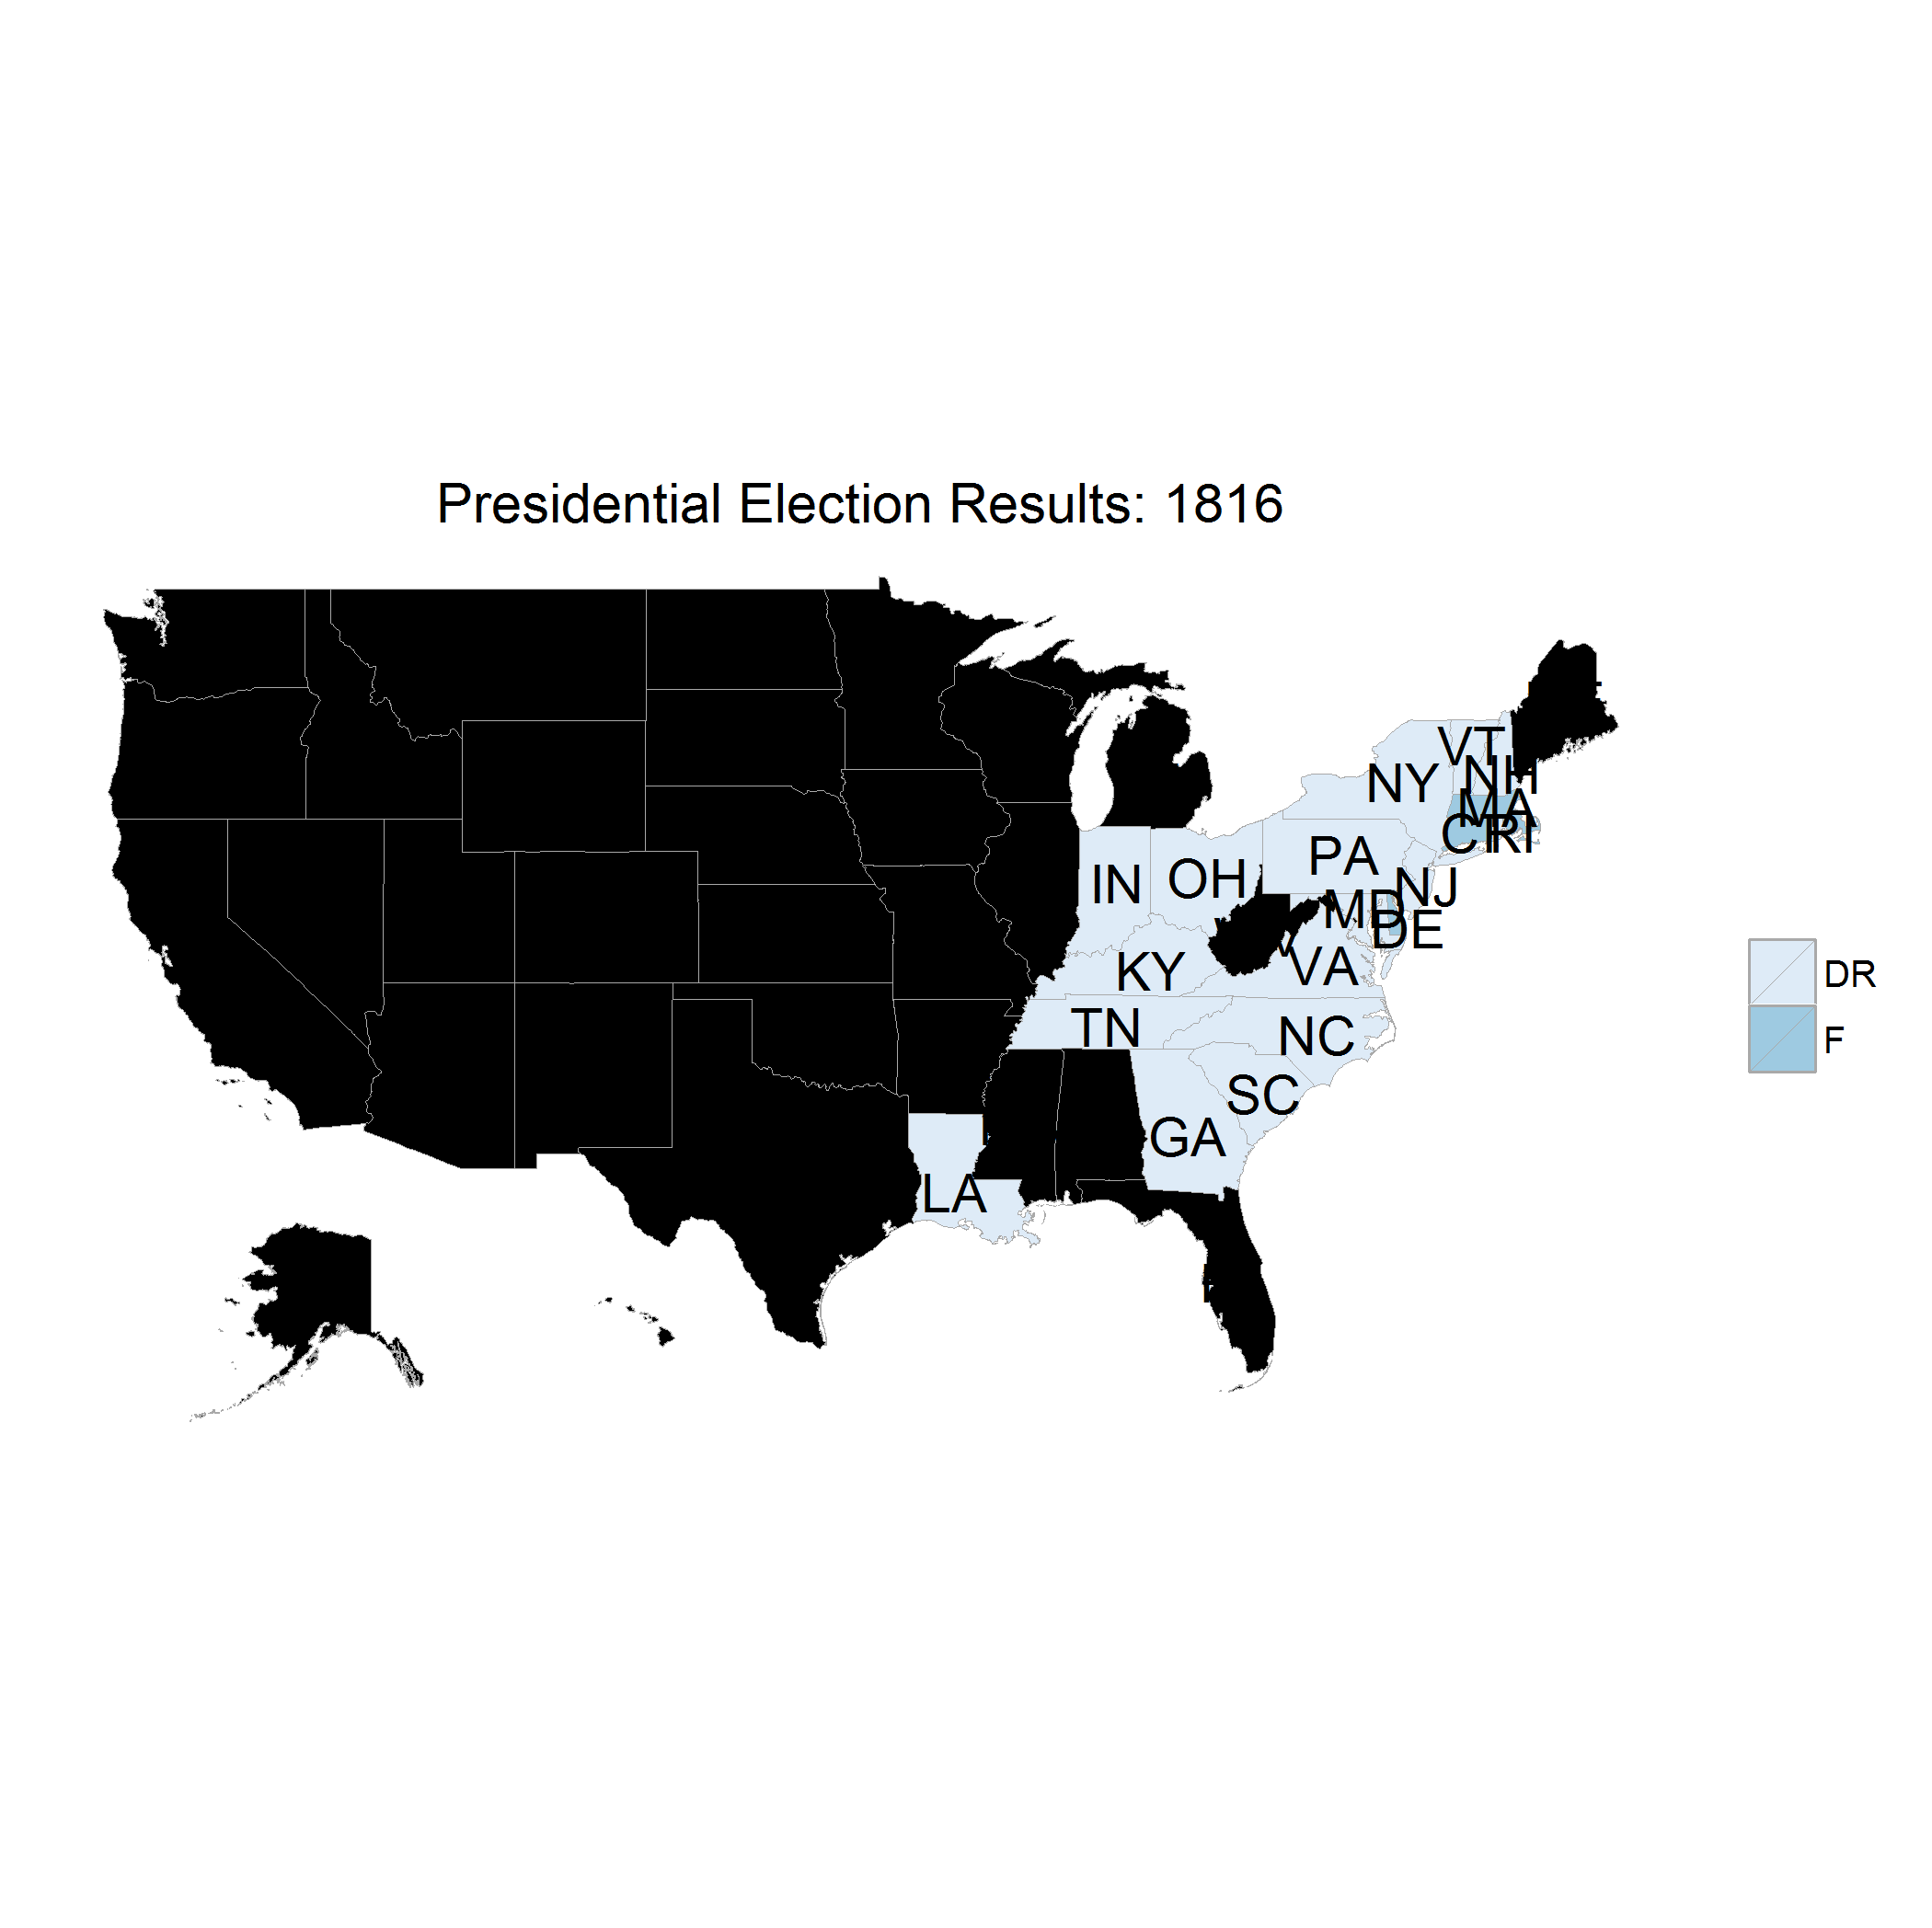 Presidential Election Results: 1816
VT
NH
NY
MA
CT
RI
PA
OH
IN
NJ
MD
DE
VA
KY
TN
NC
SC
GA
LA
DR
F